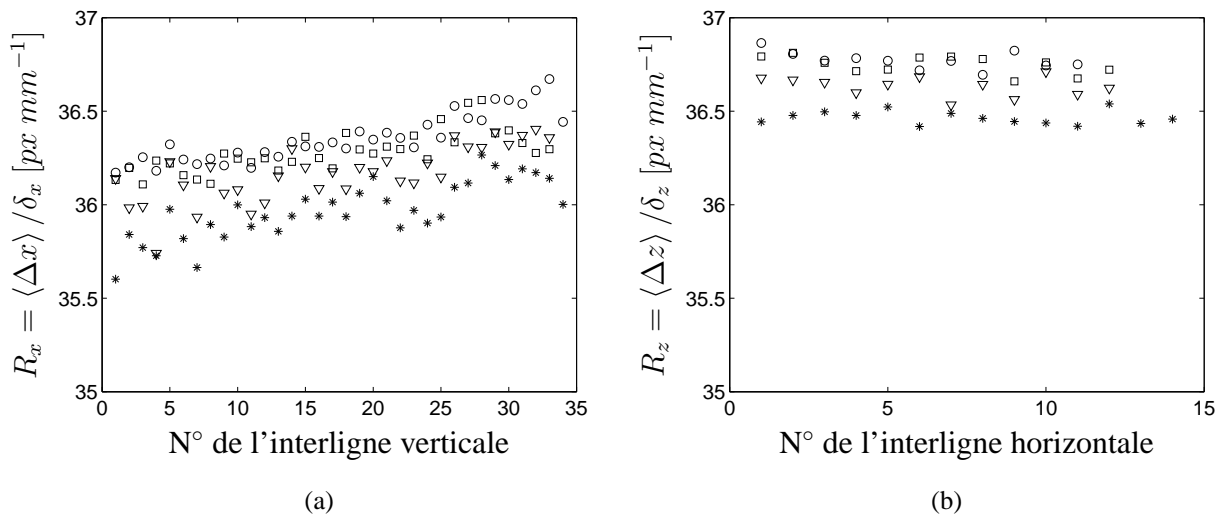 37
36.5
36
35.5
35
0 5 10 15 20 25 30 35
R_x = ⟨Δx⟩ /δ_x [px mm^{−1}]
N° de l'interligne verticale
(a)
37
36.5
36
35.5
35
0 5 10 15
R_z = ⟨Δz⟩ /δ_z [px mm^{−1}]
N° de l'interligne horizontale
(b)